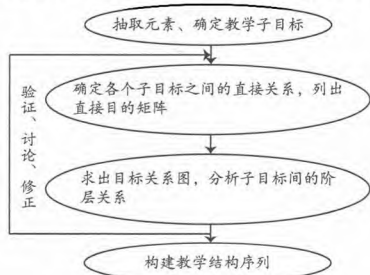 抽取元素、确定教学子目标
确定各个子目标之间的直接关系，列出
直接目的矩阵
验证、讨论、修正
求出目标关系图，分析子目标间的阶
层关系
构建教学结构序列